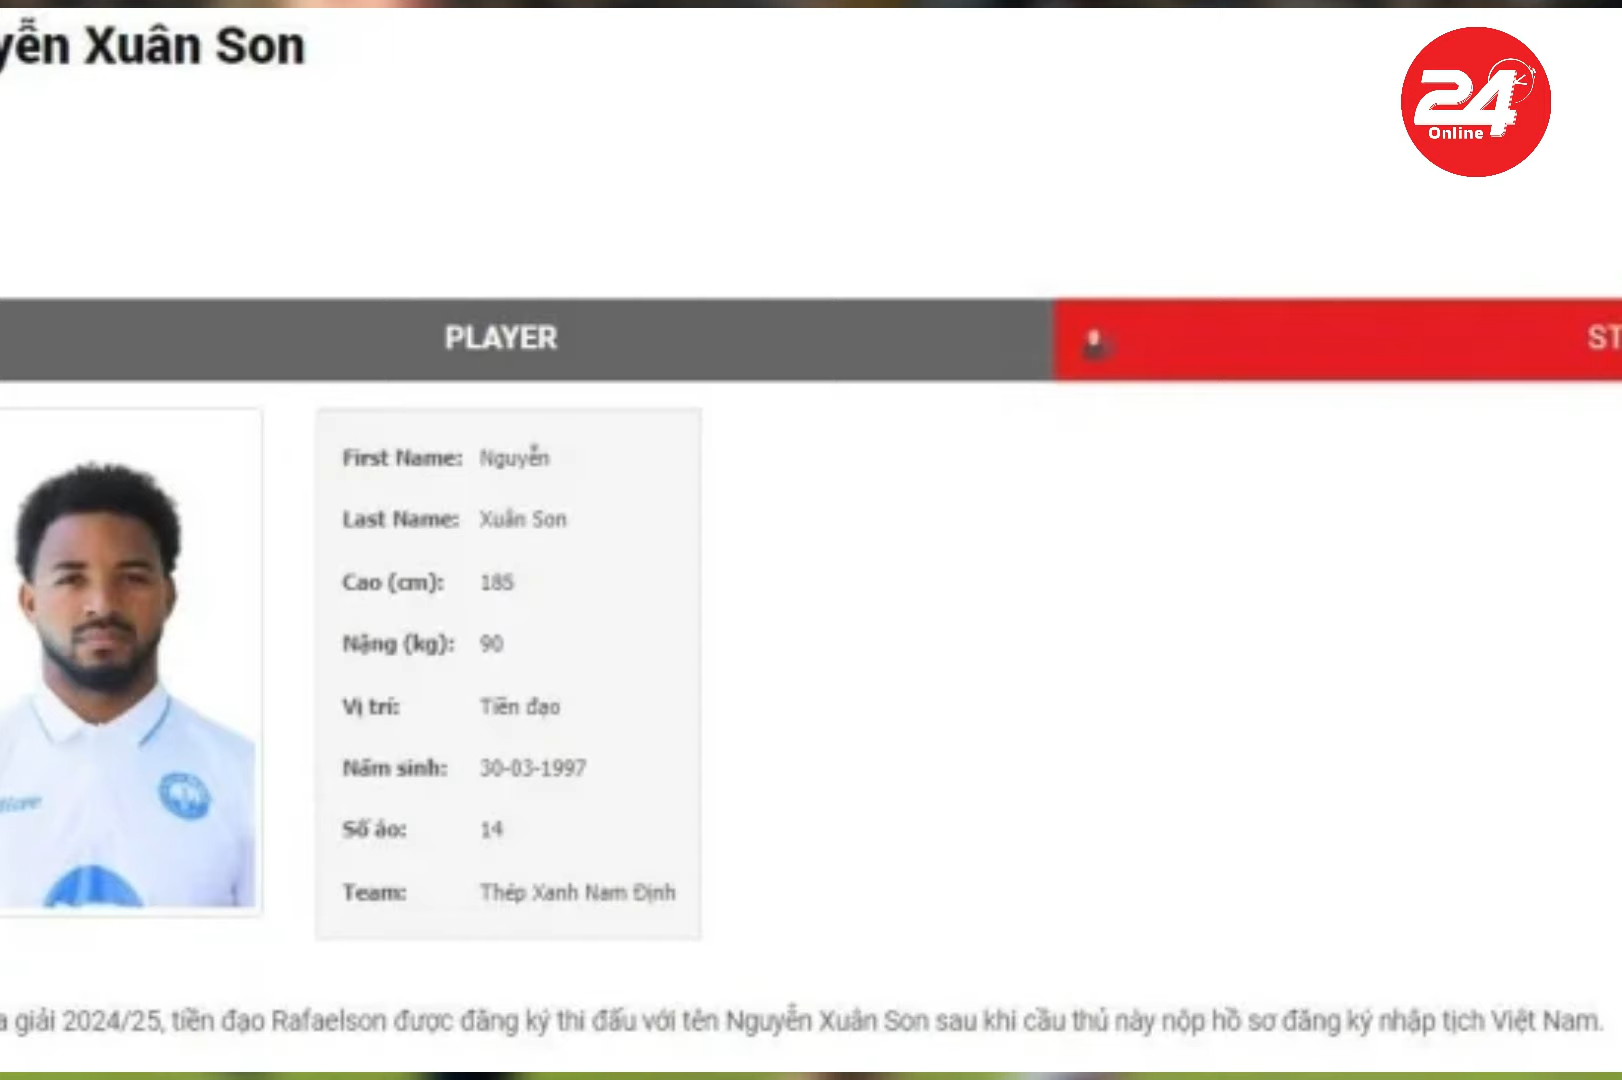 yễn Xuân Son
24
Online
PLAYER
ST
First Name: Nguyễn
Last Name: Xuân Son
Cao (cm): 185
Nặng (kg): 90
Vị trí: Tiền đạo
Năm sinh: 30-03-1997
Số áo: 14
Team: Thép Xanh Nam Định
a giải 2024/25, tiền đạo Rafaelson được đăng ký thi đấu với tên Nguyễn Xuân Son sau khi cầu thủ này nộp hồ sơ đăng ký nhập tịch Việt Nam.